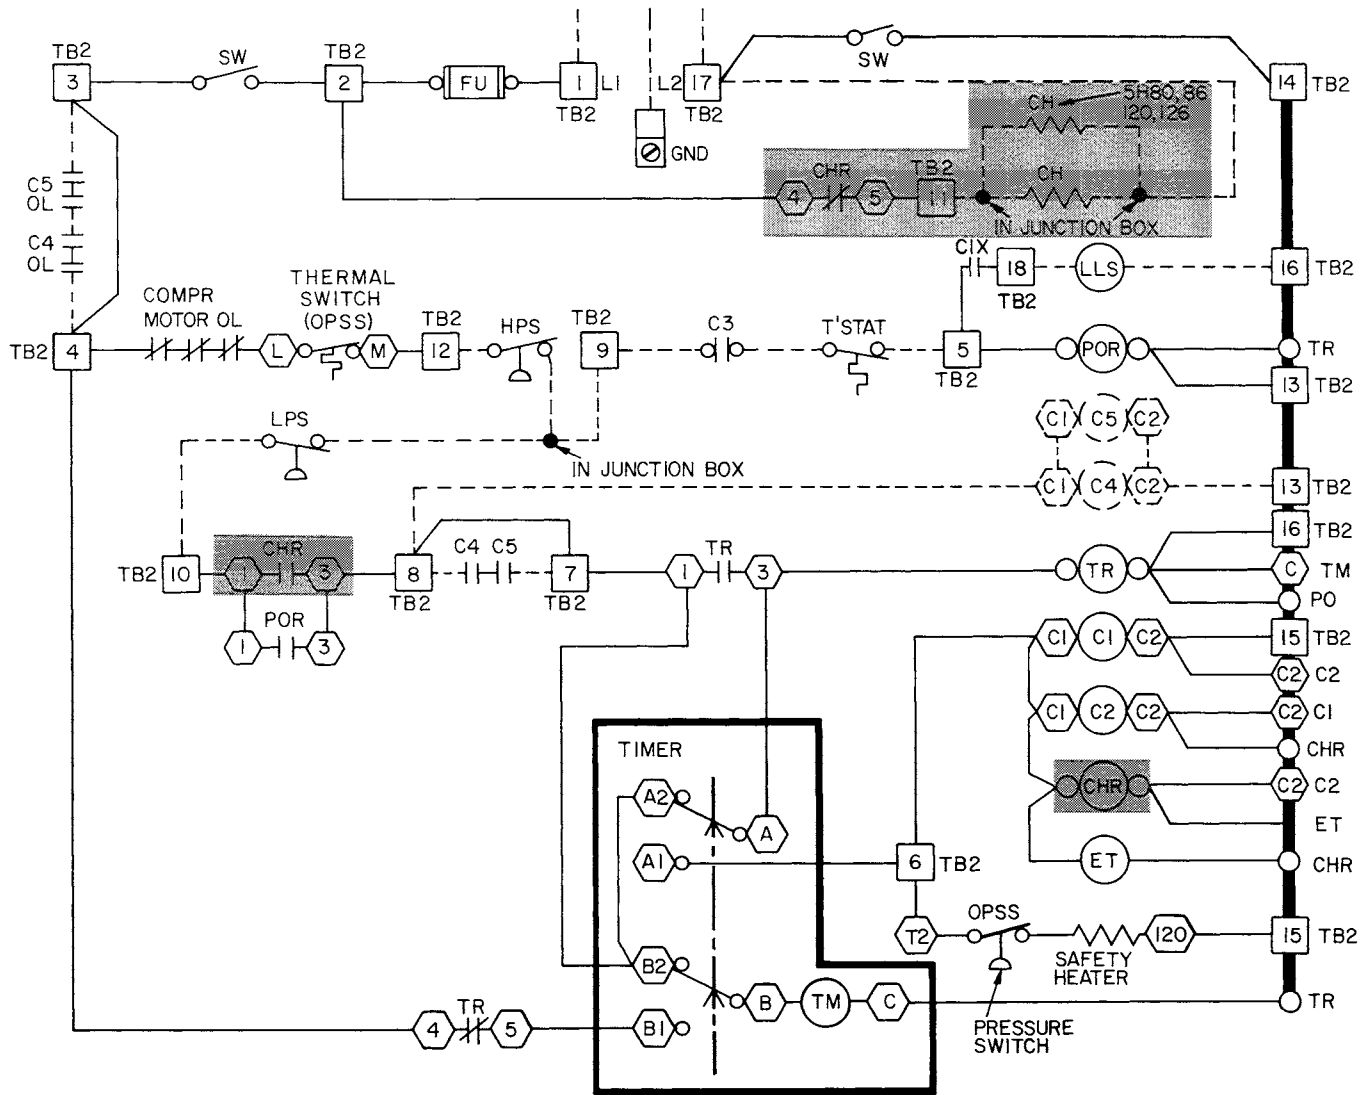 TB2
3
SW
TB2
2
FU
1
L1
TB2
L2
17
TB2
GND
SW
14
TB2
CH
5H80,86
120,126
C5
OL
C4
OL
4
CHR
5
TB2
11
CH
IN JUNCTION BOX
C1X
18
TB2
LLS
16
TB2
TB2
4
COMPR
MOTOR OL
THERMAL
SWITCH
(OPSS)
L
M
TB2
12
HPS
TB2
9
C3
T'STAT
5
TB2
POR
TR
13
TB2
LPS
IN JUNCTION BOX
C1
C5
C2
C1
C4
C2
13
TB2
TB2
10
CHR
1
3
8
TB2
C4
C5
7
TB2
1
TR
3
TR
16
TB2
C
TM
PO
POR
1
3
C1
C1
C2
15
TB2
C2
C2
C1
C2
C2
C2
C1
CHR
TIMER
A2
A
CHR
C2
C2
ET
A1
6
TB2
ET
CHR
T2
OPSS
SAFETY
HEATER
120
15
TB2
PRESSURE
SWITCH
B2
B
TM
C
TR
4
TR
5
B1